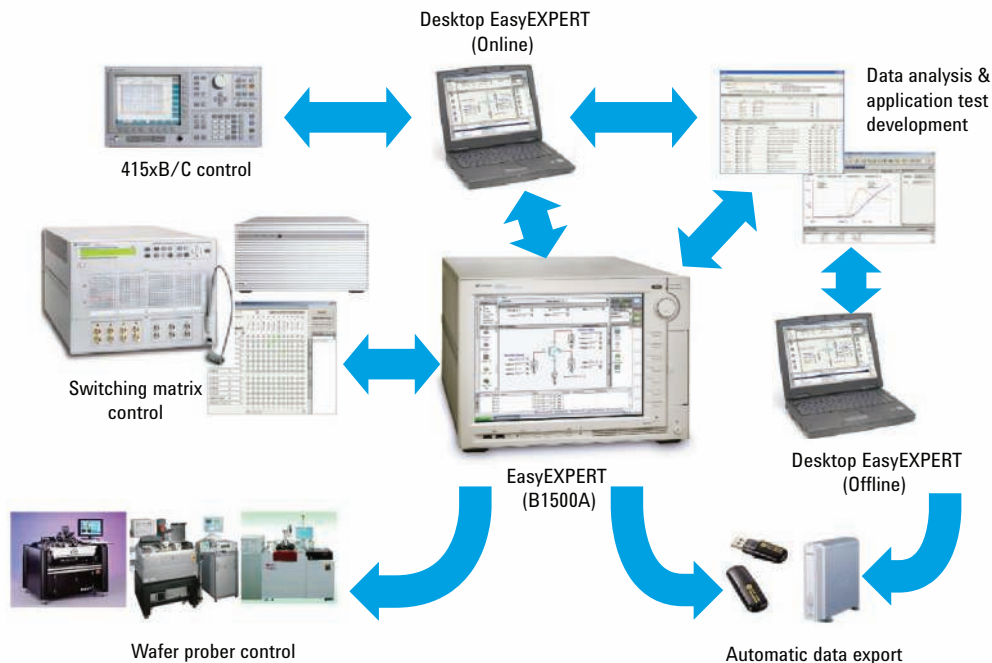 Desktop EasyEXPERT
(Online)
Data analysis &
application test
development
415xB/C control
Switching matrix
control
EasyEXPERT
(B1500A)
Desktop EasyEXPERT
(Offline)
Wafer prober control
Automatic data export